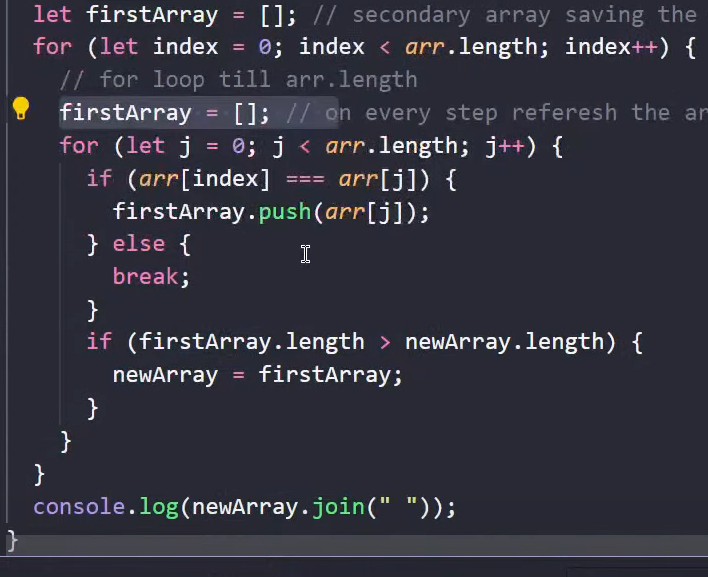 let firstArray = []; // secondary array saving the
for (let index = 0; index < arr.length; index++) {
// for loop till arr.length
firstArray = []; // on every step referesh the
for (let j = 0; j < arr.length; j++) {
if (arr[index] === arr[j]) {
firstArray.push(arr[j]);
} else {
break;
}
if (firstArray.length > newArray.length) {
newArray = firstArray;
}
}
}
console.log(newArray.join(" "));
}